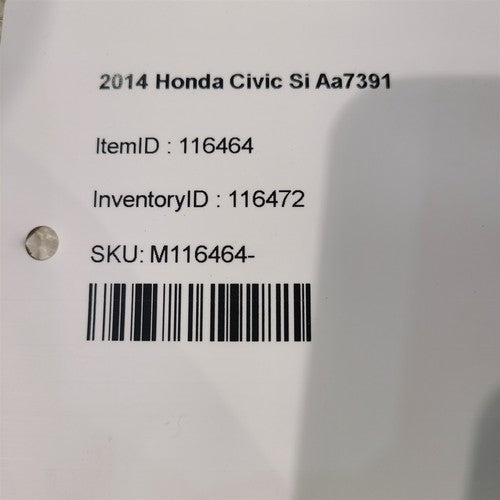 2014 Honda Civic Si Aa7391
ItemID : 116464
InventoryID : 116472
SKU: M116464-